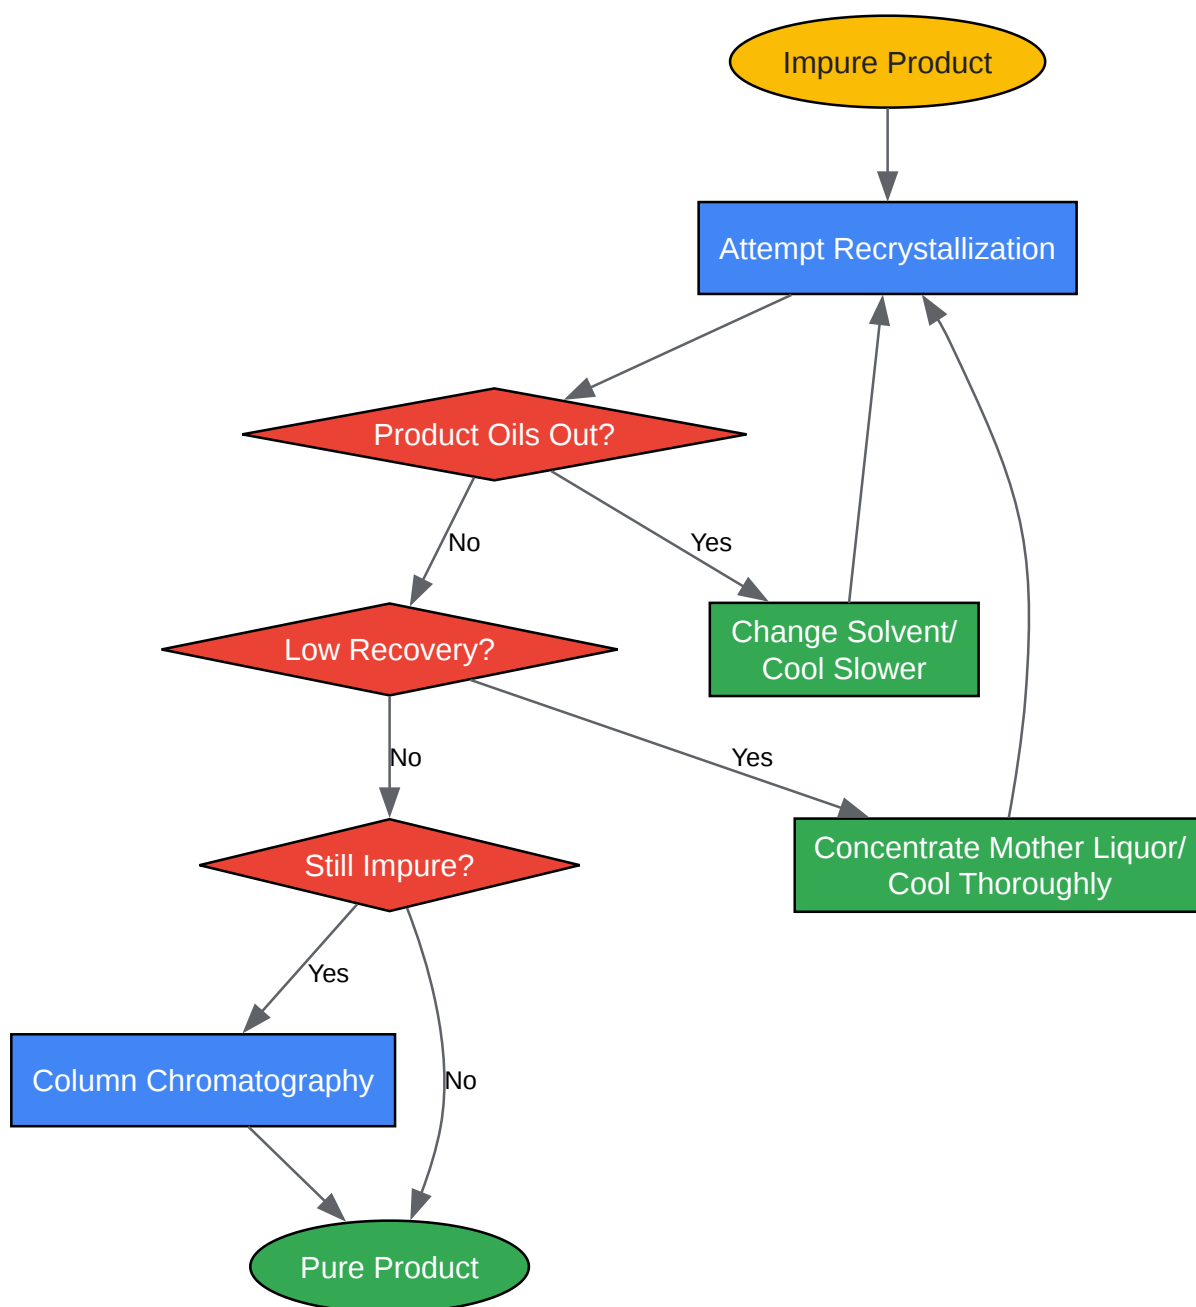 Impure Product
Attempt Recrystallization
Product Oils Out?
No
Yes
Low Recovery?
Change Solvent/
Cool Slower
No
Yes
Still Impure?
Concentrate Mother Liquor/
Cool Thoroughly
Yes
Column Chromatography
No
Pure Product